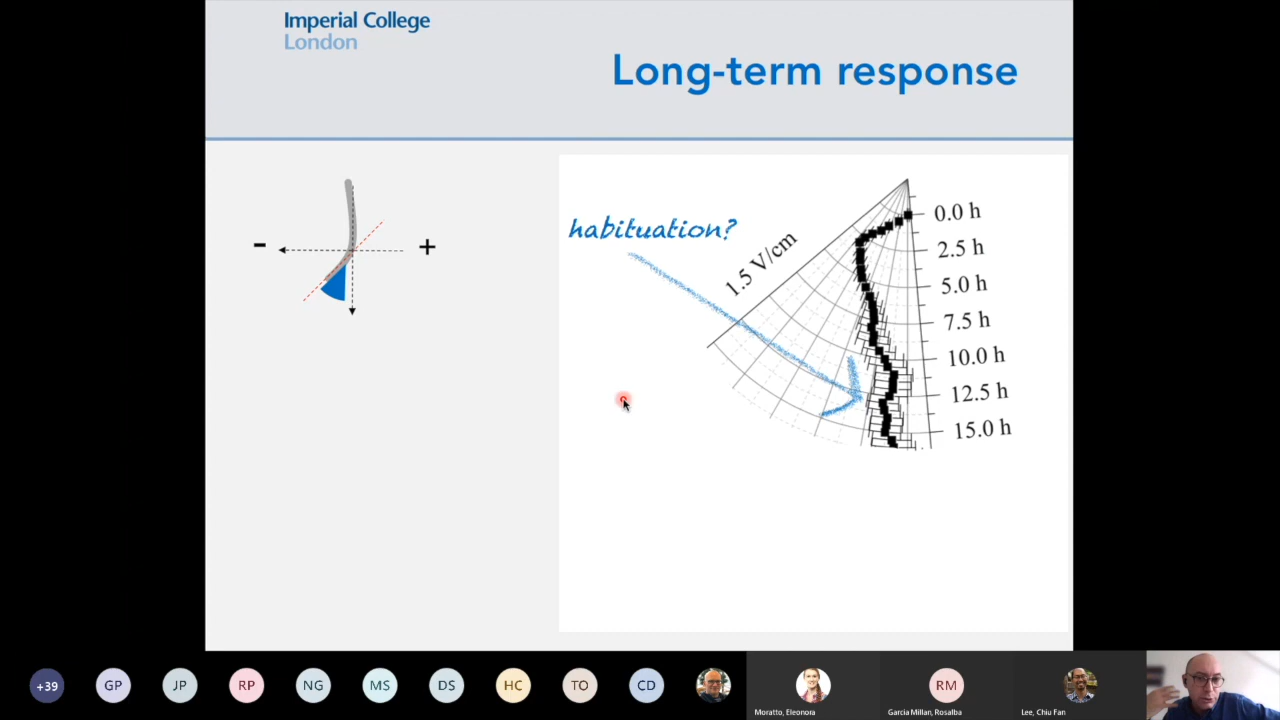 Imperial College
London
Long-term response
habituation?
1.5 V/cm
0.0 h
2.5 h
5.0 h
7.5 h
10.0 h
12.5 h
15.0 h
-
+
+39
GP
JP
RP
NG
MS
DS
HC
TO
CD
Moratto, Eleonora
RM
Garcia Millan, Rosalba
Lee, Chiu Fan